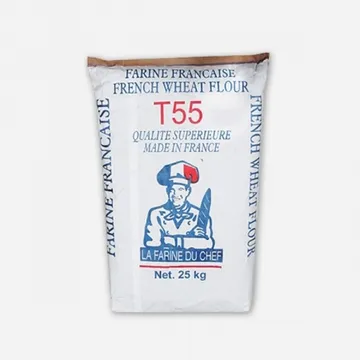 FARINE FRANCAISE
FRENCH WHEAT FLOUR
T55
QUALITE SUPERIEURE
MADE IN FRANCE
FARINE FRANCAISE
FRENCH WHEAT FLOUR
LA FARINE DU CHEF
Net. 25 kg